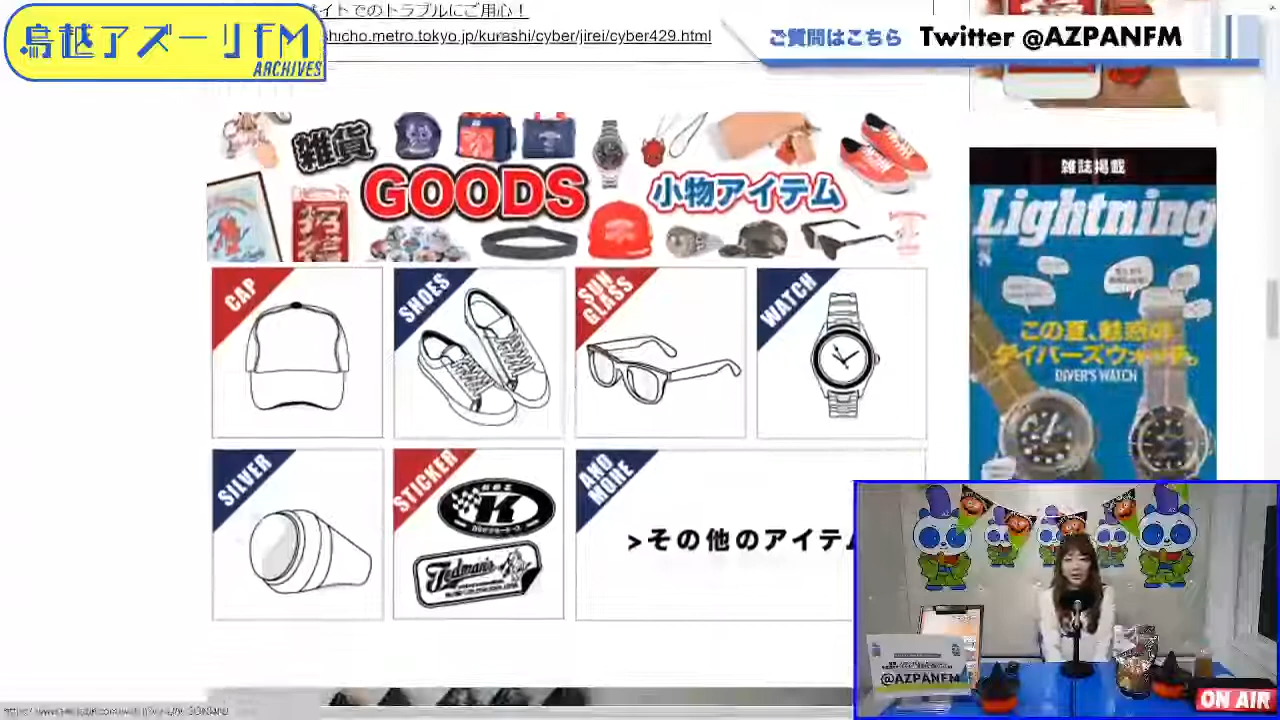 鳥越アズーリFM
ARCHIVES
サイトでのトラブルにご用心！
hicho.metro.tokyo.jp/kurashi/cyber/jirei/cyber429.html
ご質問はこちら Twitter @AZPANFM
雑貨
GOODS
小物アイテム
雑誌掲載
Lightning
この夏、魅惑の
ダイバーズウォッチ。
DIVER'S WATCH
CAP
SHOES
SUN GLASS
WATCH
SILVER
STICKER
K
Tedman's
AND MORE
>その他のアイテム
@AZPANFM
ON AIR